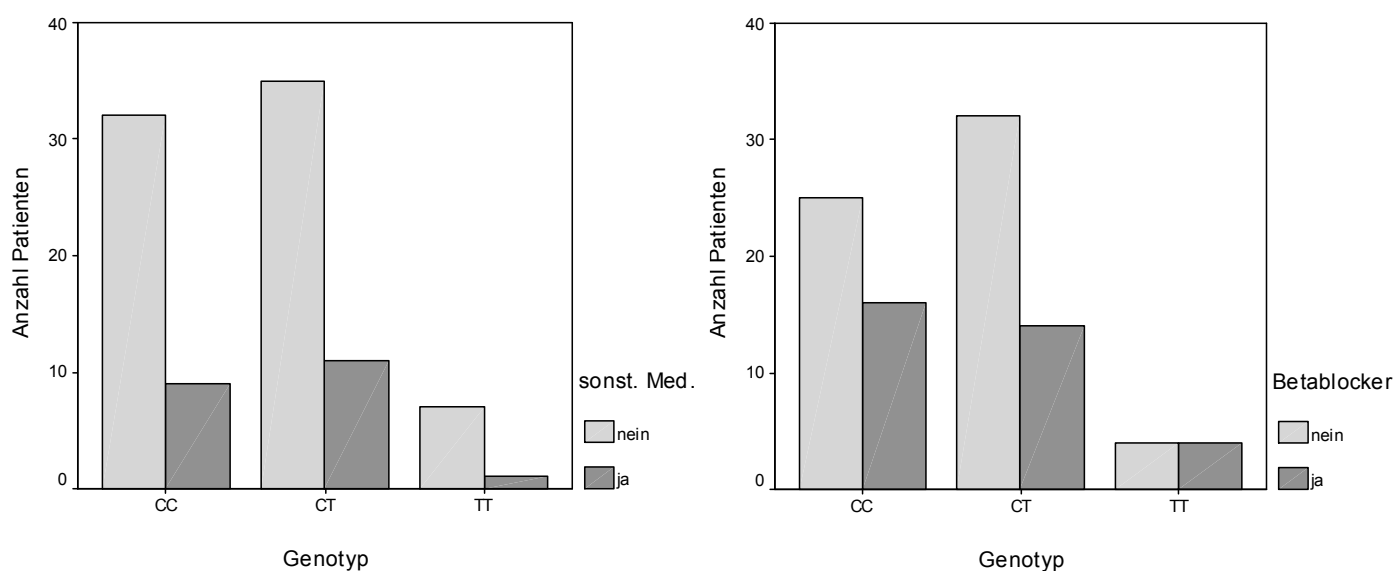 40
30
20
10
0
Anzahl Patienten
CC
CT
TT
Genotyp
sonst. Med.
nein
ja
40
30
20
10
0
Anzahl Patienten
CC
CT
TT
Genotyp
Betablocker
nein
ja